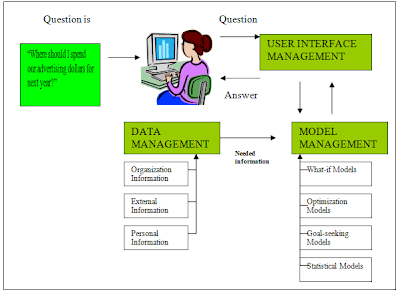 Question is
Question
“Where should I spend
our advertising dollars for
next year?”
USER INTERFACE
MANAGEMENT
Answer
DATA
MANAGEMENT
Needed
information
MODEL
MANAGEMENT
Organization
Information
External
Information
Personal
Information
What-if Models
Optimization
Models
Goal-seeking
Models
Statistical Models